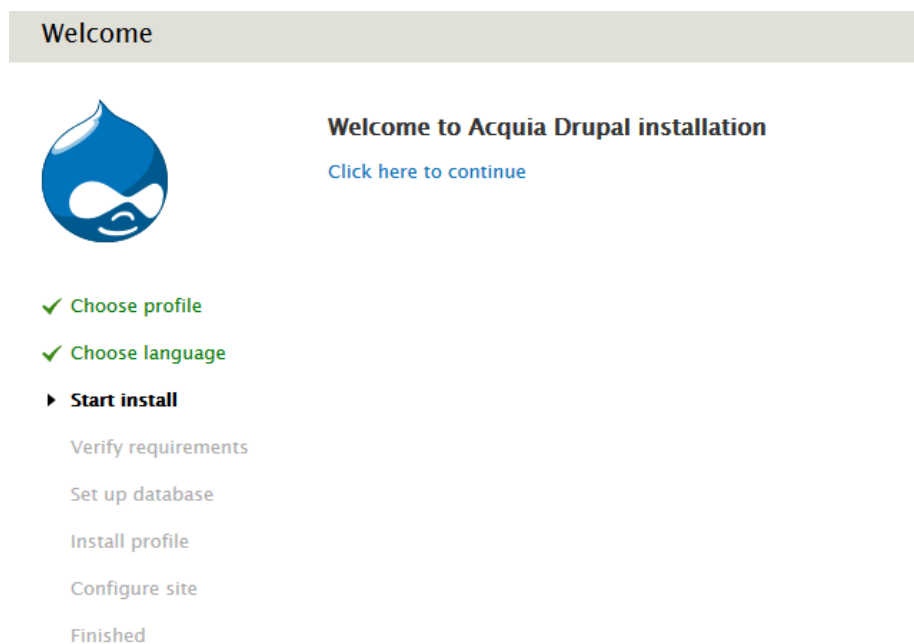 Welcome
Welcome to Acquia Drupal installation
Click here to continue
Choose profile
Choose language
Start install
Verify requirements
Set up database
Install profile
Configure site
Finished